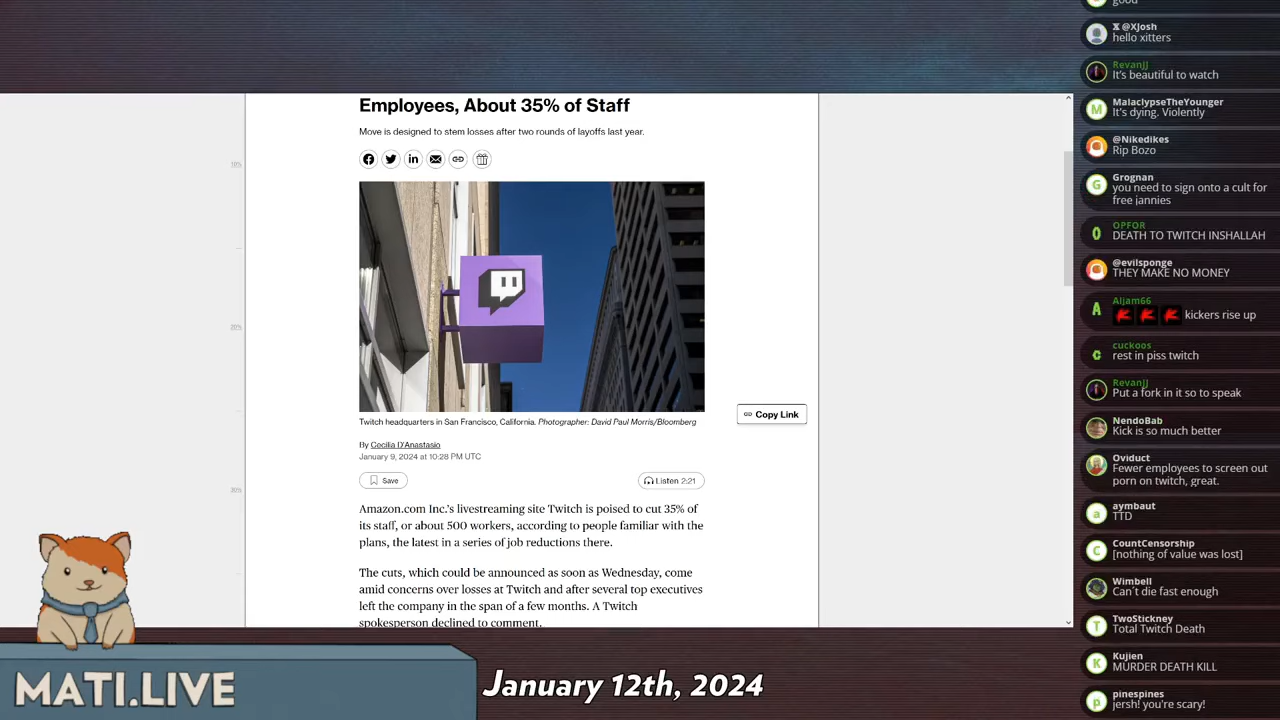 Employees, About 35% of Staff
Move is designed to stem losses after two rounds of layoffs last year.
Twitch headquarters in San Francisco, California. Photographer: David Paul Morris/Bloomberg
Copy Link
By Cecilia D'Anastasio
January 9, 2024 at 10:28 PM UTC
Save
Listen 2:21
Amazon.com Inc.'s livestreaming site Twitch is poised to cut 35% of
its staff, or about 500 workers, according to people familiar with the
plans, the latest in a series of job reductions there.
The cuts, which could be announced as soon as Wednesday, come
amid concerns over losses at Twitch and after several top executives
left the company in the span of a few months. A Twitch
spokesperson declined to comment.
10%
20%
30%
MATI.LIVE
January 12th, 2024
good
@XJosh
hello xitters
RevanJJ
It's beautiful to watch
MalaclypseTheYounger
It's dying. Violently
@Nikedikes
Rip Bozo
Grognan
you need to sign onto a cult for
free jannies
OPFOR
DEATH TO TWITCH INSHALLAH
@evilsponge
THEY MAKE NO MONEY
Aljam66
kickers rise up
cuckoos
rest in piss twitch
RevanJJ
Put a fork in it so to speak
NendoBab
Kick is so much better
Oviduct
Fewer employees to screen out
porn on twitch, great.
aymbaut
TTD
CountCensorship
[nothing of value was lost]
Wimbell
Can't die fast enough
TwoStickney
Total Twitch Death
Kujien
MURDER DEATH KILL
pinespines
jersh! you're scary!